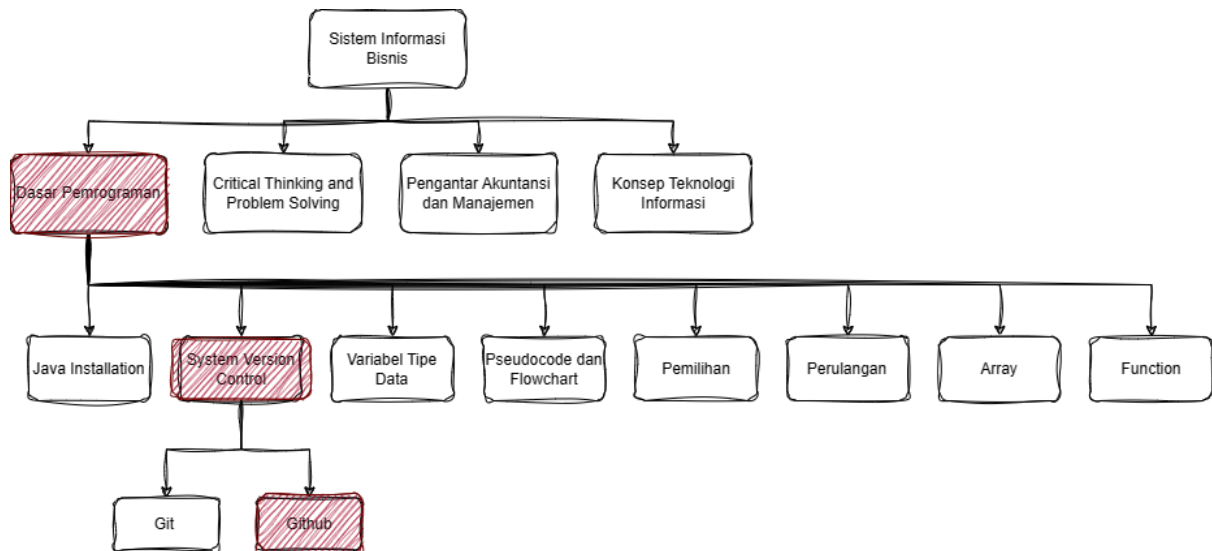 Sistem Informasi
Bisnis
Dasar Pemrograman
Critical Thinking and
Problem Solving
Pengantar Akuntansi
dan Manajemen
Konsep Teknologi
Informasi
Java Installation
System Version
Control
Variabel Tipe
Data
Pseudocode dan
Flowchart
Pemilihan
Perulangan
Array
Function
Git
Github